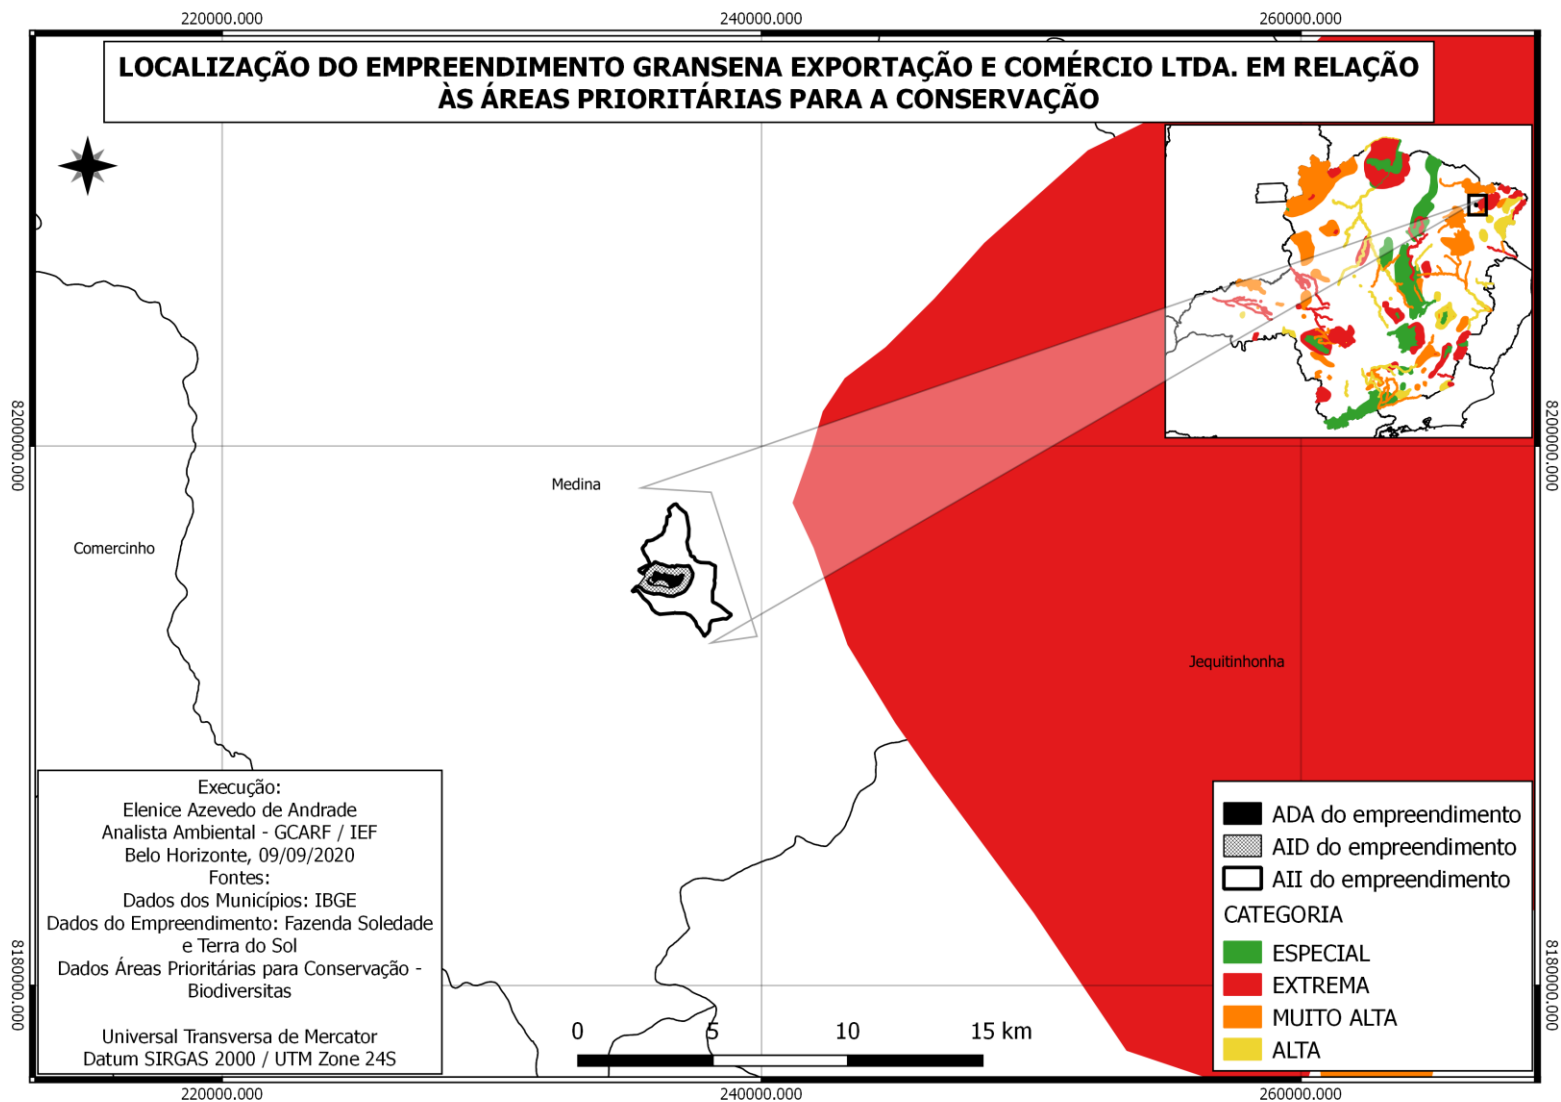 220000.000
240000.000
260000.000
LOCALIZAÇÃO DO EMPREENDIMENTO GRANSENA EXPORTAÇÃO E COMÉRCIO LTDA. EM RELAÇÃO
ÀS ÁREAS PRIORITÁRIAS PARA A CONSERVAÇÃO
8200000.000
8200000.000
Medina
Comercinho
Jequitinhonha
Execução:
Elenice Azevedo de Andrade
Analista Ambiental - GCARF / IEF
Belo Horizonte, 09/09/2020
Fontes:
Dados dos Municípios: IBGE
Dados do Empreendimento: Fazenda Soledade
e Terra do Sol
Dados Áreas Prioritárias para Conservação -
Biodiversitas
Universal Transversa de Mercator
Datum SIRGAS 2000 / UTM Zone 24S
ADA do empreendimento
AID do empreendimento
AII do empreendimento
CATEGORIA
ESPECIAL
EXTREMA
MUITO ALTA
ALTA
8180000.000
8180000.000
0 5 10 15 km
220000.000
240000.000
260000.000